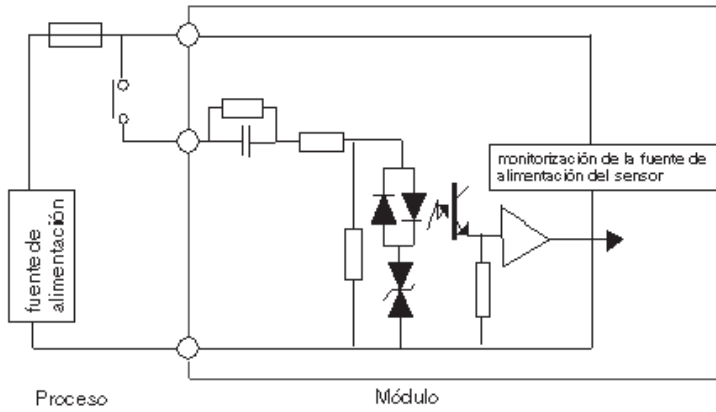 monitorización de la fuente de
alimentación del sensor
fuente de
alimentación
Proceso
Módulo